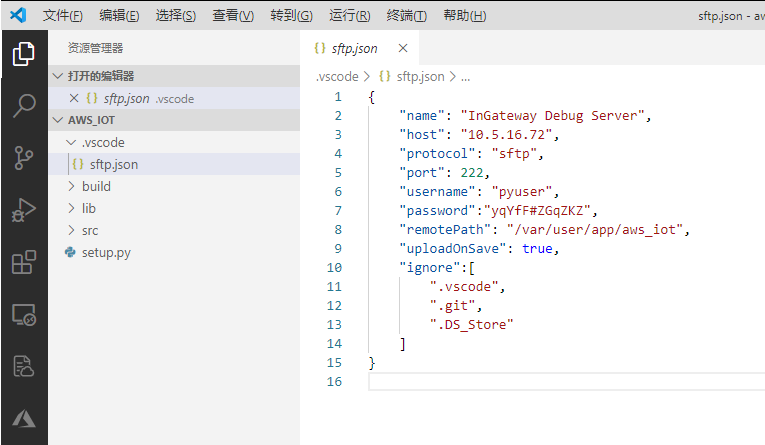 文件(F) 编辑(E) 选择(S) 查看(V) 转到(G) 运行(R) 终端(T) 帮助(H) sftp.json - aw
资源管理器
打开的编辑器
sftp.json .vscode
AWS_IOT
.vscode
sftp.json
build
lib
src
setup.py
sftp.json
.vscode > sftp.json > ...
1 {
2 "name": "InGateway Debug Server",
3 "host": "10.5.16.72",
4 "protocol": "sftp",
5 "port": 222,
6 "username": "pyuser",
7 "password":"yqYfF#ZGqZKZ",
8 "remotePath": "/var/user/app/aws_iot",
9 "uploadOnSave": true,
10 "ignore":[
11 ".vscode",
12 ".git",
13 ".DS_Store"
14 ]
15 }
16